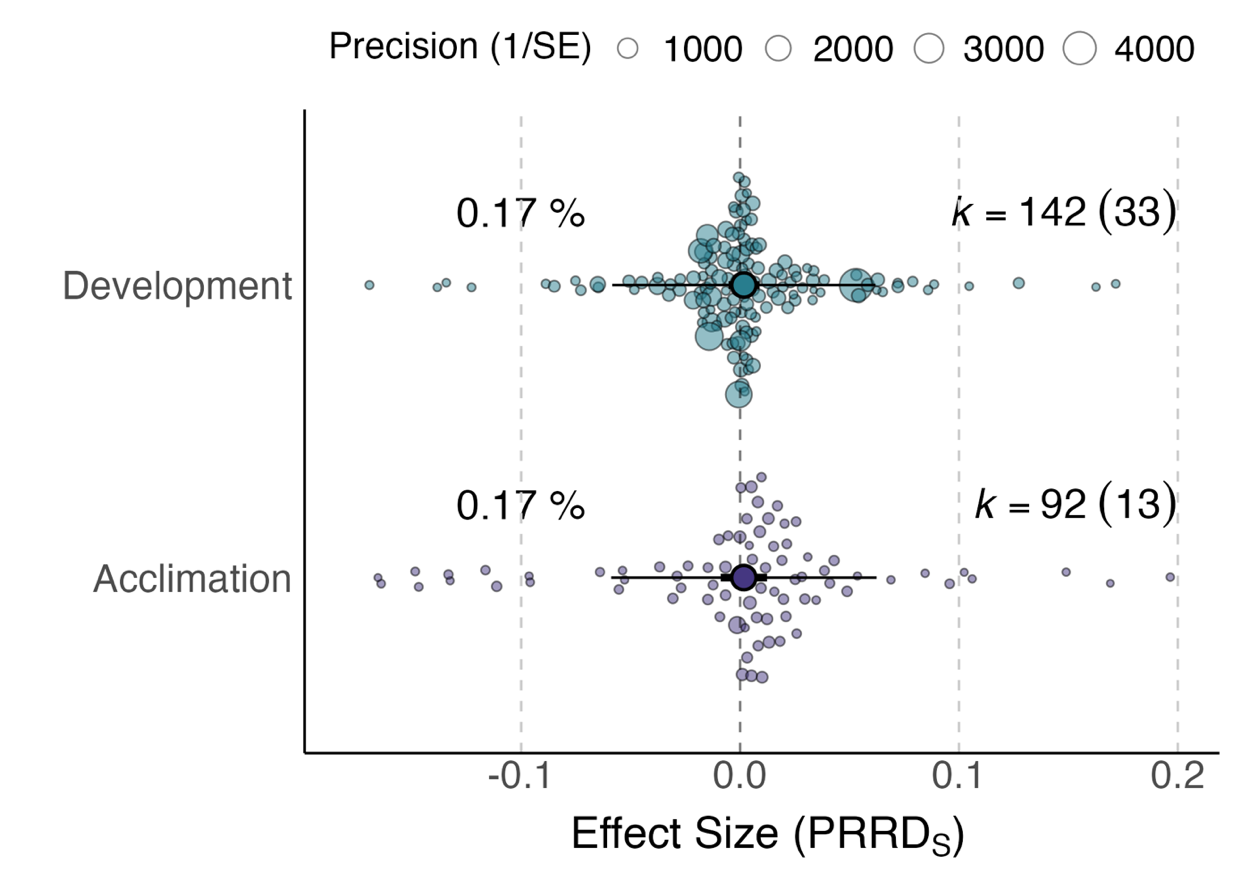 Precision (1/SE) 1000 2000 3000 4000
0.17 % k = 142 (33)
Development
0.17 % k = 92 (13)
Acclimation
-0.1 0.0 0.1 0.2
Effect Size (PRRDS)